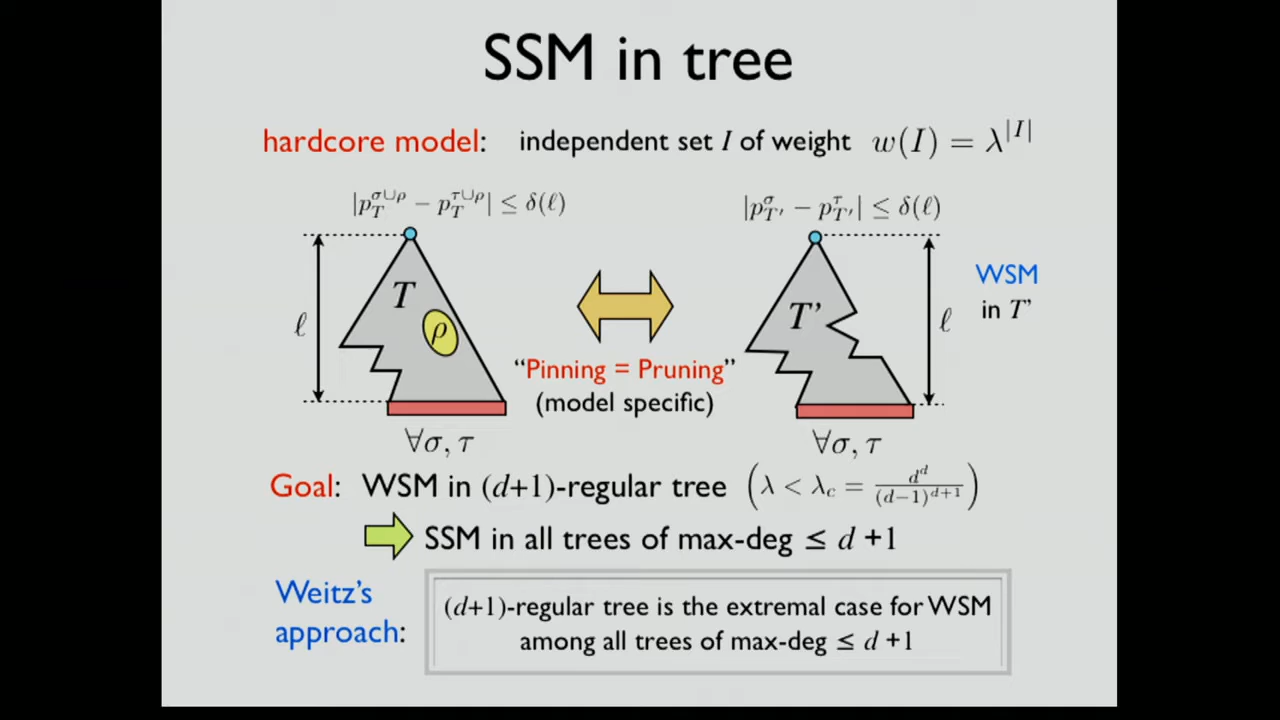 SSM in tree
hardcore model: independent set I of weight w(I) = λ^{|I|}
|p_T^{σ∪ρ} − p_T^{τ∪ρ}| ≤ δ(ℓ)
|p_{T'}^σ − p_{T'}^τ| ≤ δ(ℓ)
T
ρ
ℓ
T'
ℓ
WSM
in T'
“Pinning = Pruning”
(model specific)
∀σ, τ
∀σ, τ
Goal: WSM in (d+1)-regular tree (λ < λ_c = d^d/(d−1)^{d+1})
SSM in all trees of max-deg ≤ d +1
Weitz's
approach:
(d+1)-regular tree is the extremal case for WSM
among all trees of max-deg ≤ d +1